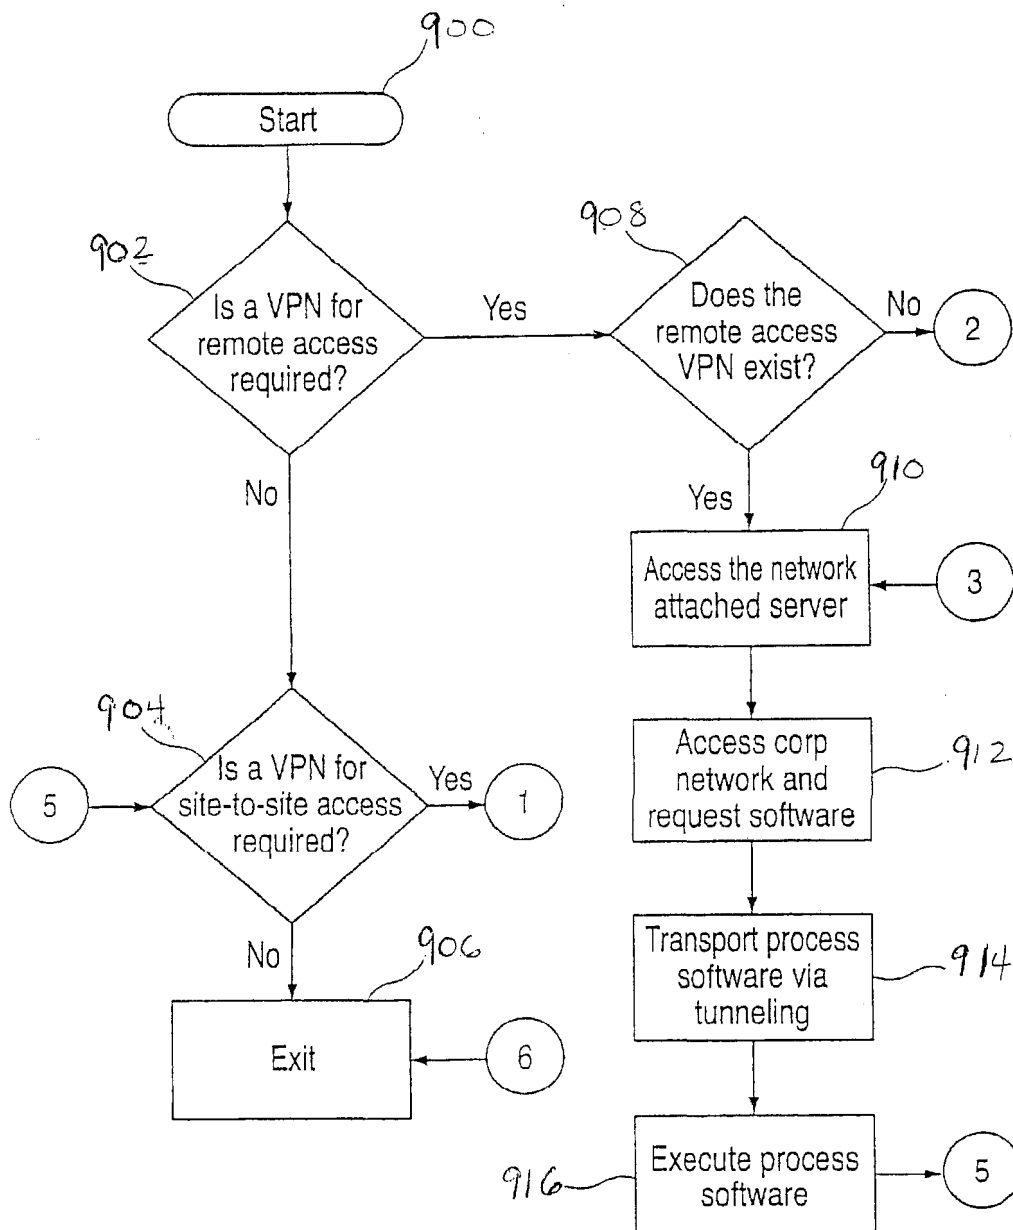 900
Start
902
Is a VPN for
remote access
required?
Yes
908
Does the
remote access
VPN exist?
No
2
No
Yes
910
Access the network
attached server
3
904
5
Is a VPN for
site-to-site access
required?
Yes
1
Access corp
network and
request software
912
No
906
Exit
6
Transport process
software via
tunneling
914
916
Execute process
software
5